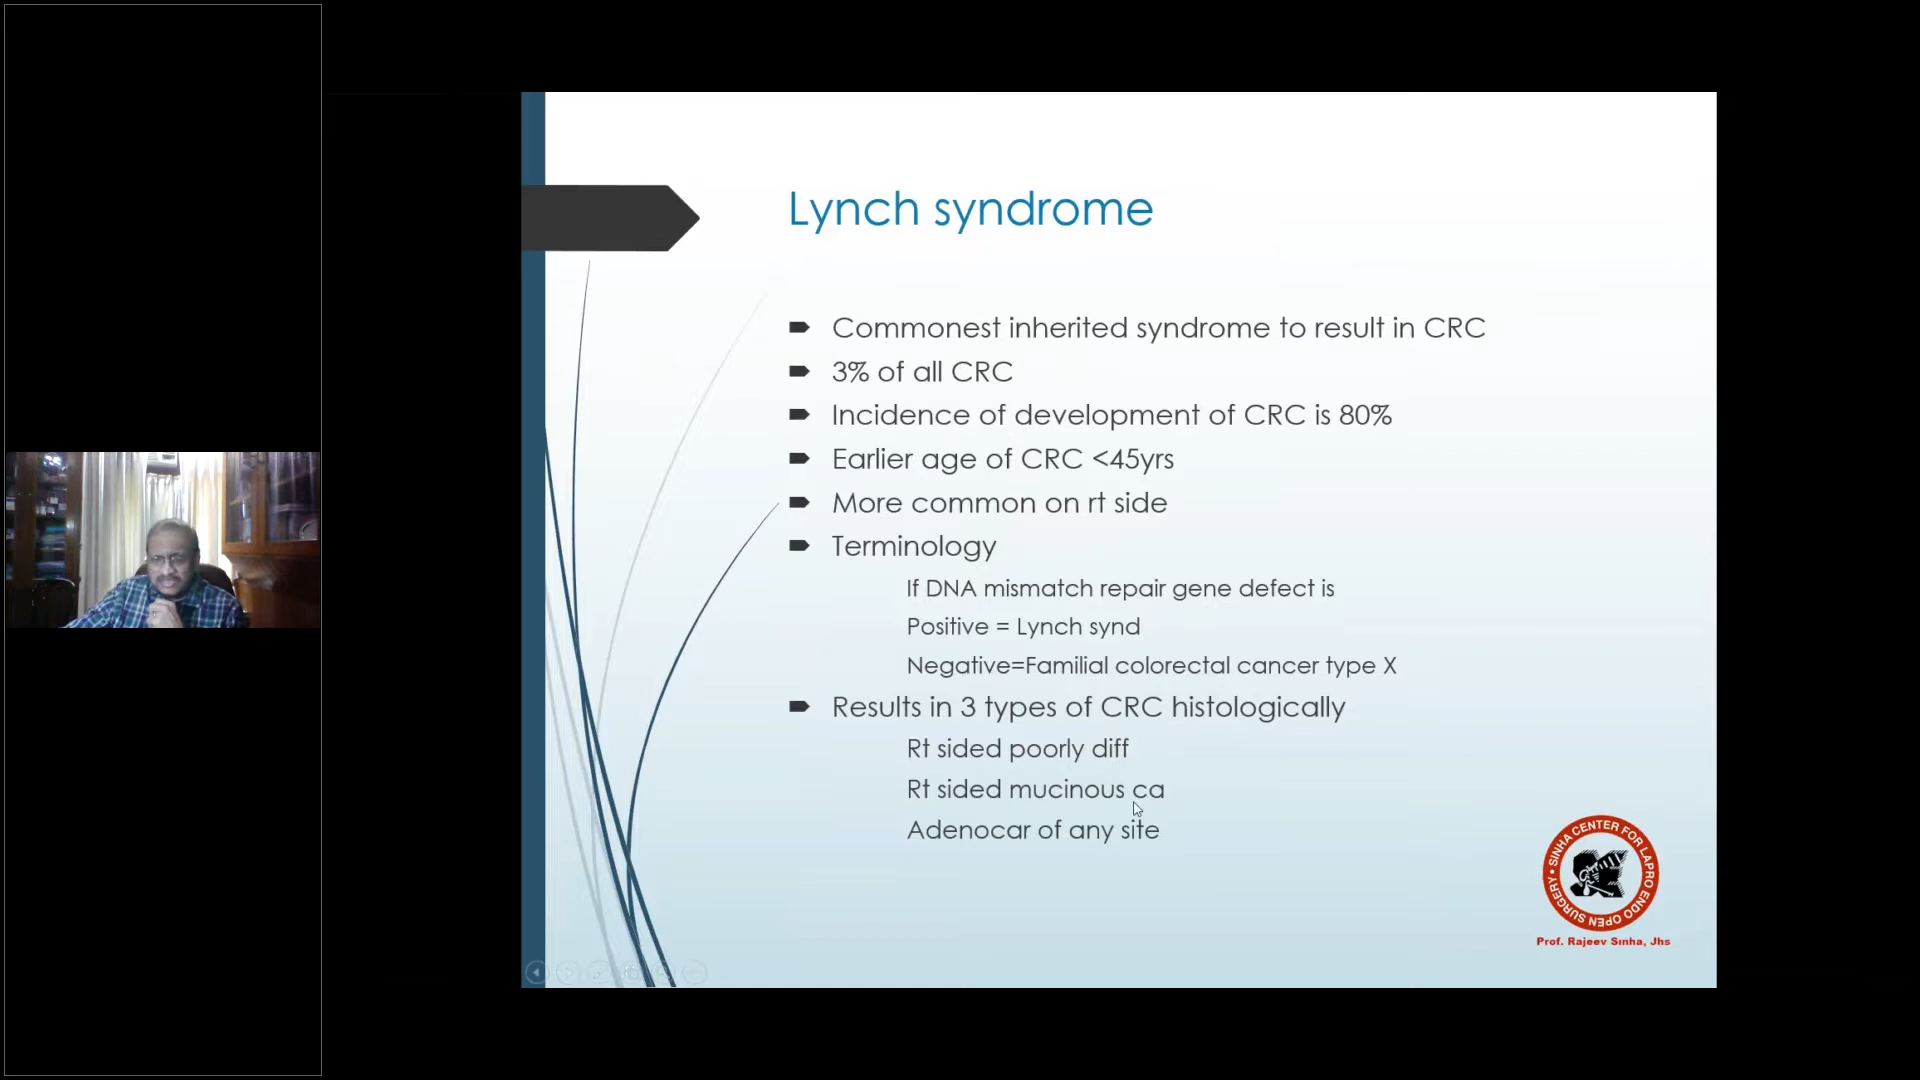 Lynch syndrome
Commonest inherited syndrome to result in CRC
3% of all CRC
Incidence of development of CRC is 80%
Earlier age of CRC <45yrs
More common on rt side
Terminology
If DNA mismatch repair gene defect is
Positive = Lynch synd
Negative=Familial colorectal cancer type X
Results in 3 types of CRC histologically
Rt sided poorly diff
Rt sided mucinous ca
Adenocar of any site
SINHA CENTER FOR LAPRO ENDO OPEN SURGERY
Prof. Rajeev Sinha, Jhs